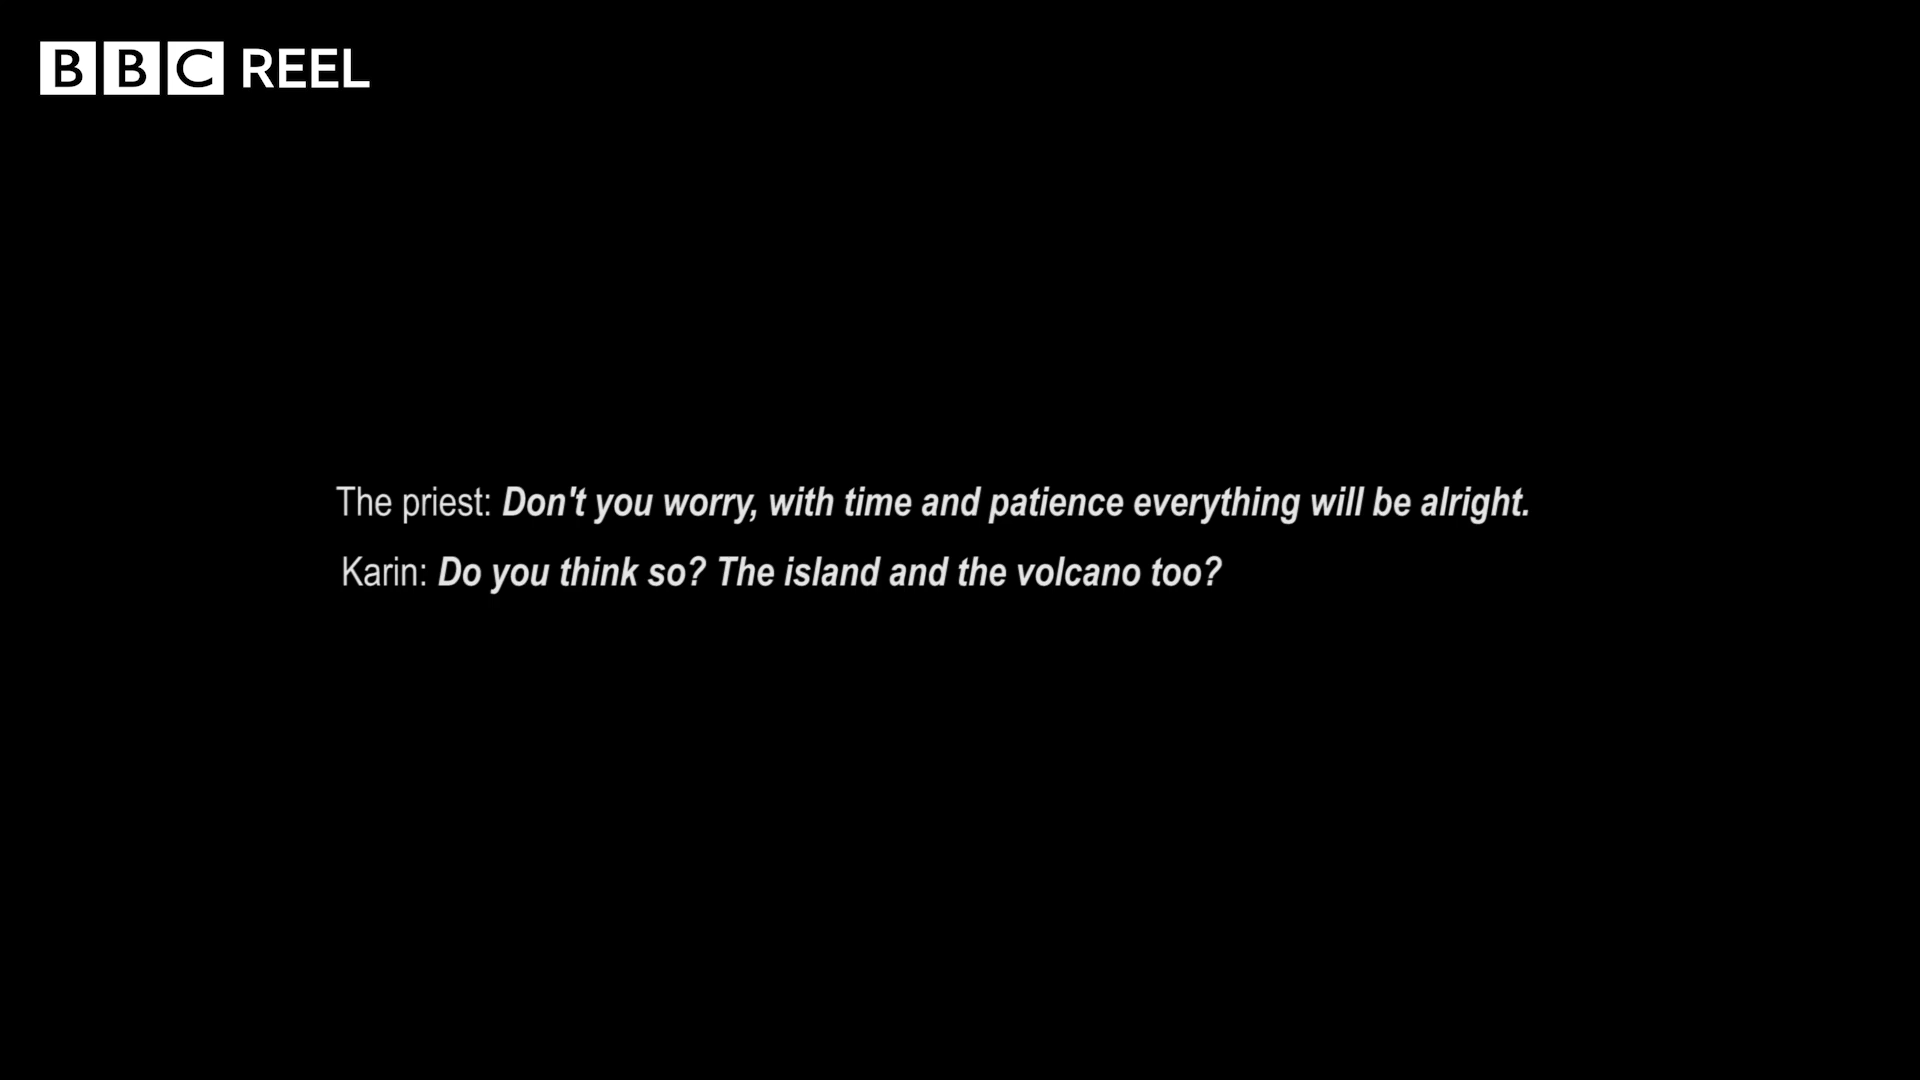 BBC REEL
The priest: Don't you worry, with time and patience everything will be alright.
Karin: Do you think so? The island and the volcano too?